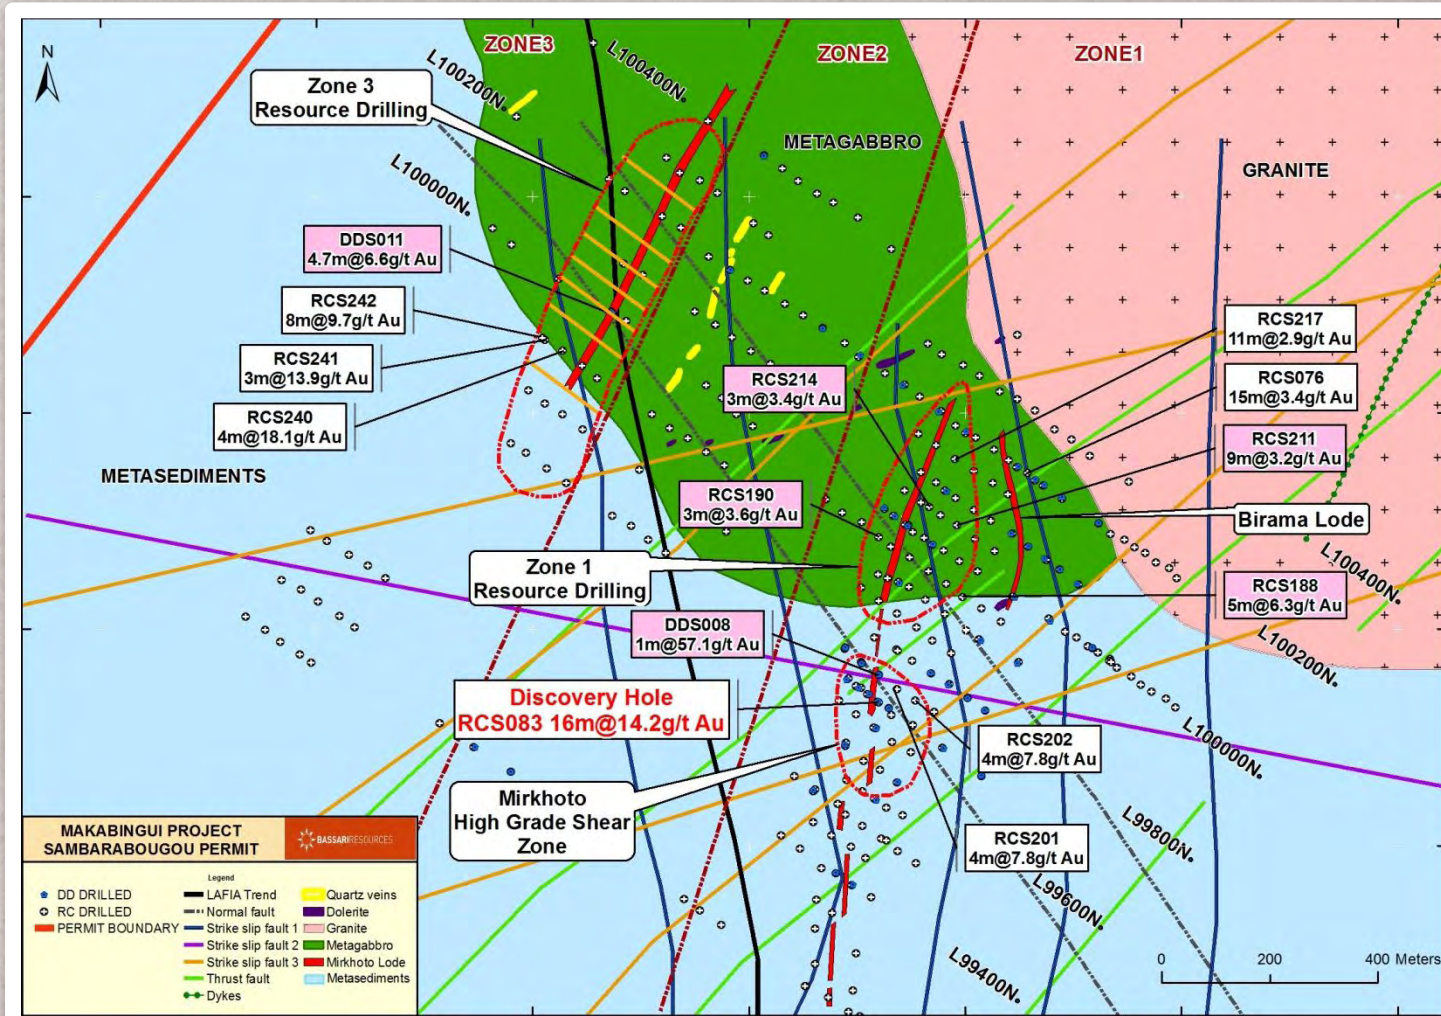 N
ZONE3
ZONE2
ZONE1
L100200N.
L100400N.
Zone 3
Resource Drilling
METAGABBRO
GRANITE
L100000N.
DDS011
4.7m@6.6g/t Au
RCS242
8m@9.7g/t Au
RCS241
3m@13.9g/t Au
RCS240
4m@18.1g/t Au
RCS217
11m@2.9g/t Au
RCS214
3m@3.4g/t Au
RCS076
15m@3.4g/t Au
RCS211
9m@3.2g/t Au
METASEDIMENTS
RCS190
3m@3.6g/t Au
Birama Lode
Zone 1
Resource Drilling
L100400N.
RCS188
5m@6.3g/t Au
DDS008
1m@57.1g/t Au
L100200N.
Discovery Hole
RCS083 16m@14.2g/t Au
RCS202
4m@7.8g/t Au
L100000N.
Mirkhoto
High Grade Shear
Zone
RCS201
4m@7.8g/t Au
L99800N.
L99600N.
L99400N.
0 200 400 Meters
MAKABINGUI PROJECT
SAMBARABOUGOU PERMIT
BASSARIRESOURCES
Legend
DD DRILLED
RC DRILLED
PERMIT BOUNDARY
LAFIA Trend
Normal fault
Strike slip fault 1
Strike slip fault 2
Strike slip fault 3
Thrust fault
Dykes
Quartz veins
Dolerite
Granite
Metagabbro
Mirkhoto Lode
Metasediments